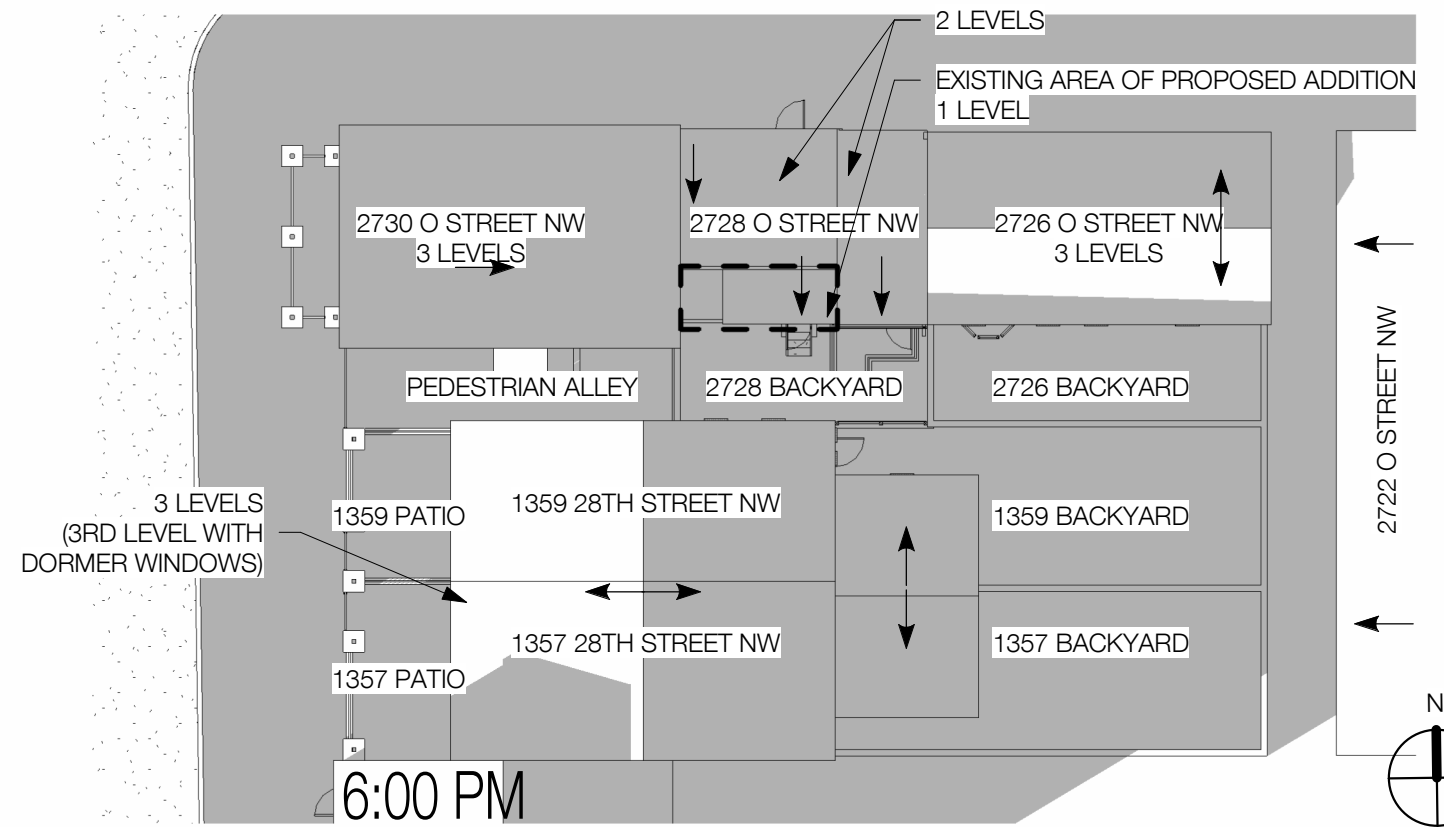 2 LEVELS
EXISTING AREA OF PROPOSED ADDITION
1 LEVEL
2730 O STREET NW
3 LEVELS
2728 O STREET NW
2726 O STREET NW
3 LEVELS
2722 O STREET NW
PEDESTRIAN ALLEY
2728 BACKYARD
2726 BACKYARD
3 LEVELS
(3RD LEVEL WITH
DORMER WINDOWS)
1359 PATIO
1359 28TH STREET NW
1359 BACKYARD
1357 28TH STREET NW
1357 BACKYARD
1357 PATIO
N
6:00 PM